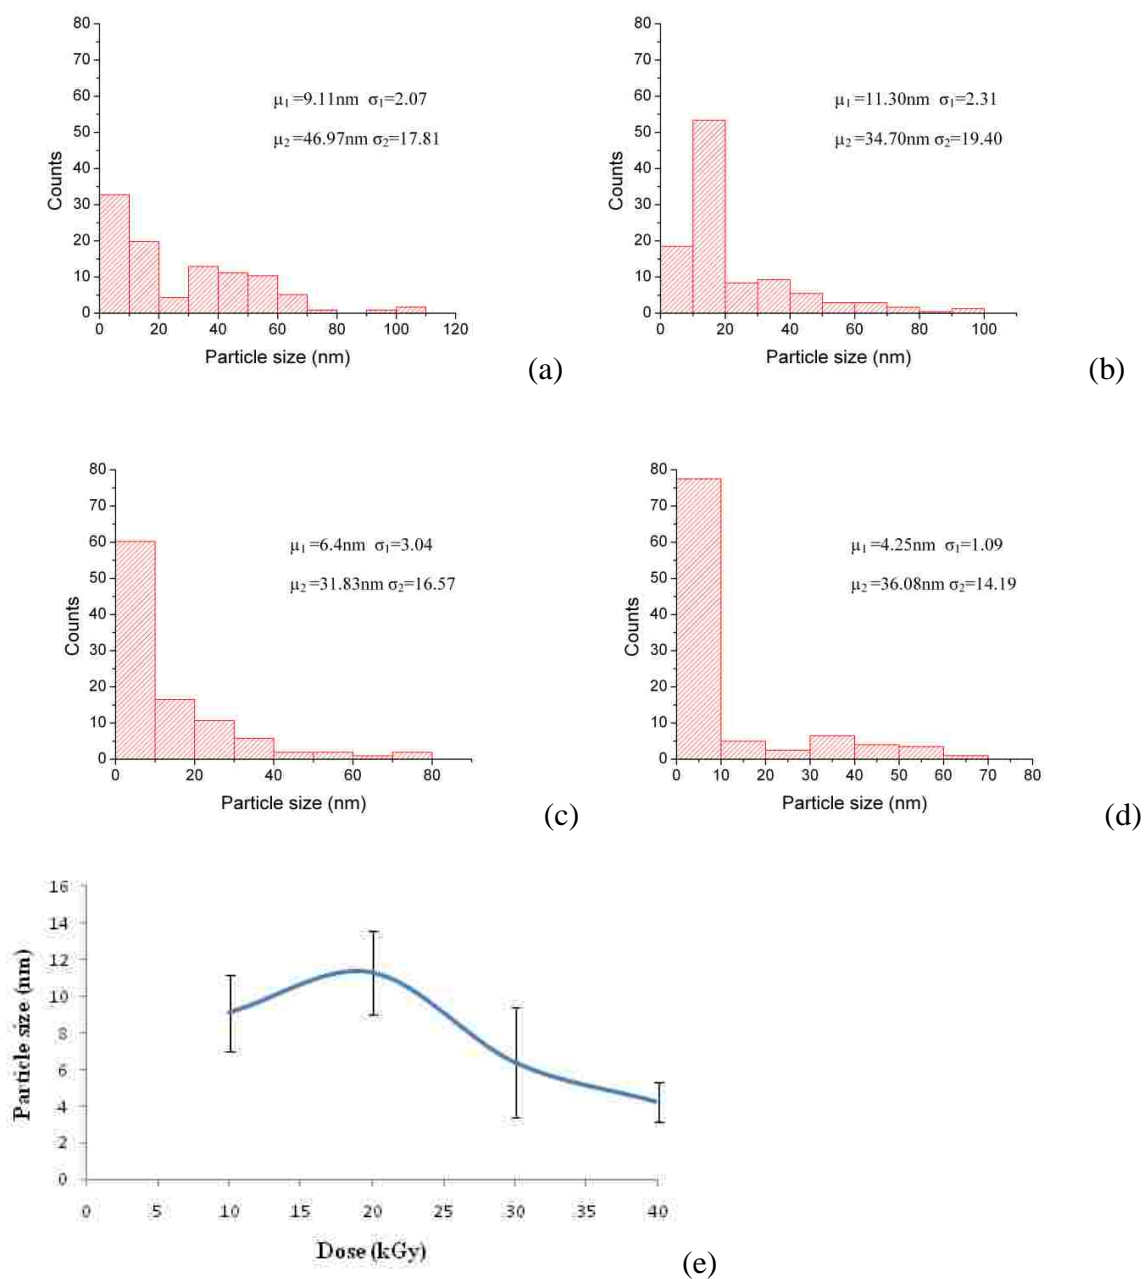 80
70
60
50
40
30
20
10
0
Counts
μ1=9.11nm σ1=2.07
μ2=46.97nm σ2=17.81
0 20 40 60 80 100 120
Particle size (nm)
(a)
80
70
60
50
40
30
20
10
0
Counts
μ1=11.30nm σ1=2.31
μ2=34.70nm σ2=19.40
0 20 40 60 80 100
Particle size (nm)
(b)
80
70
60
50
40
30
20
10
0
Counts
μ1=6.4nm σ1=3.04
μ2=31.83nm σ2=16.57
0 20 40 60 80
Particle size (nm)
(c)
80
70
60
50
40
30
20
10
0
Counts
μ1=4.25nm σ1=1.09
μ2=36.08nm σ2=14.19
0 10 20 30 40 50 60 70 80
Particle size (nm)
(d)
16
14
12
10
8
6
4
2
0
Particle size (nm)
0 5 10 15 20 25 30 35 40
Dose (kGy)
(e)